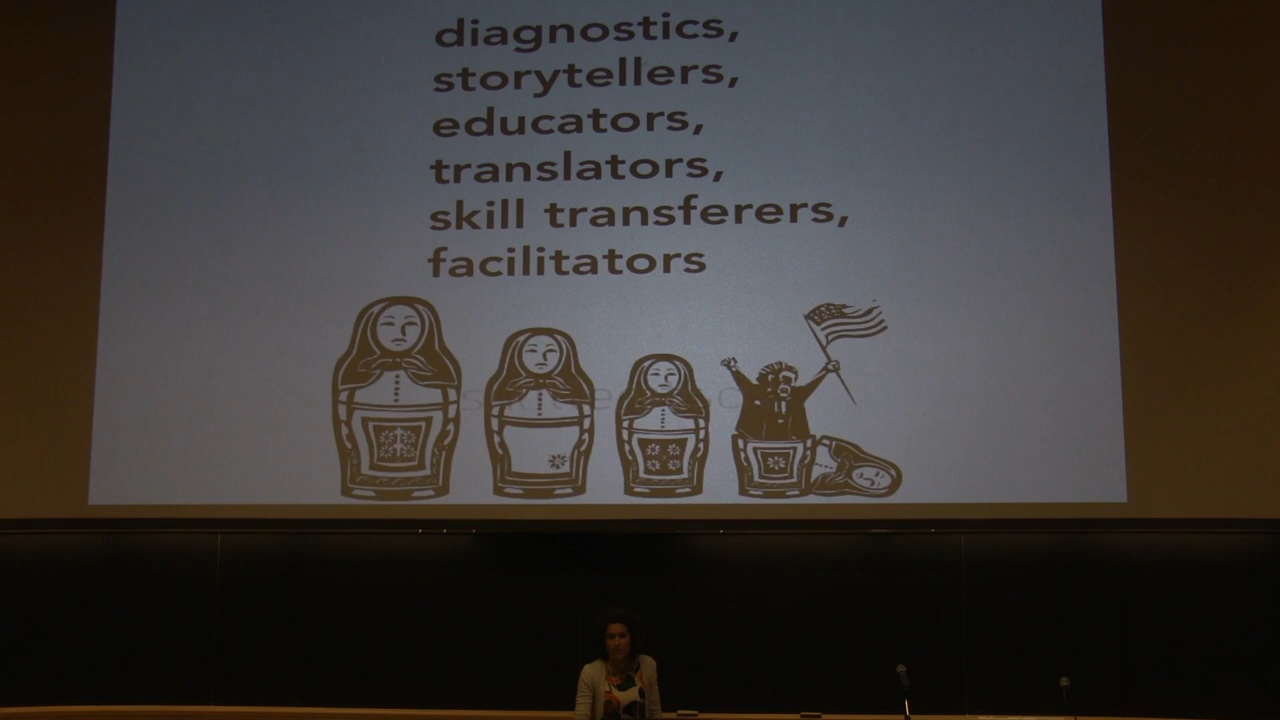 diagnostics,
storytellers,
educators,
translators,
skill transferers,
facilitators